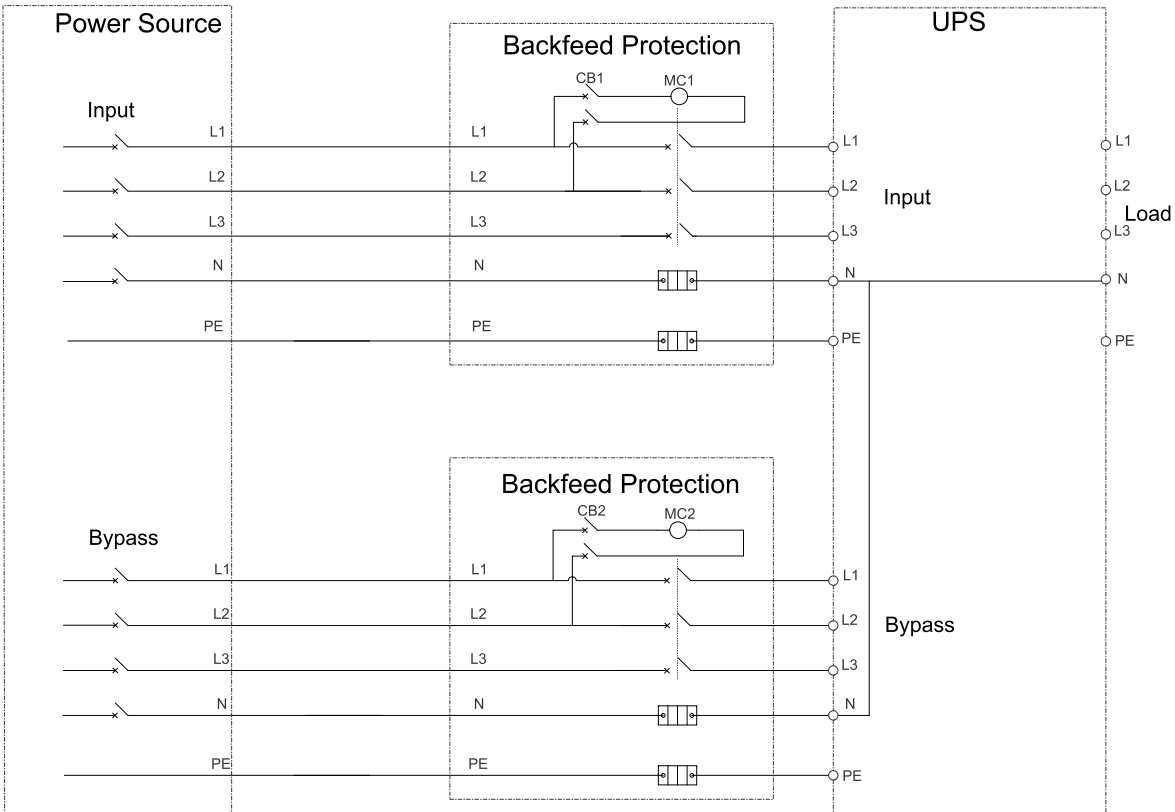 Power Source
Backfeed Protection
UPS
CB1
MC1
Input
L1
L1
L1
L1
L2
L2
L2
L2
Input
Load
L3
L3
L3
L3
N
N
N
N
PE
PE
PE
PE
Backfeed Protection
CB2
MC2
Bypass
L1
L1
L1
L2
L2
L2
Bypass
L3
L3
L3
N
N
N
PE
PE
PE